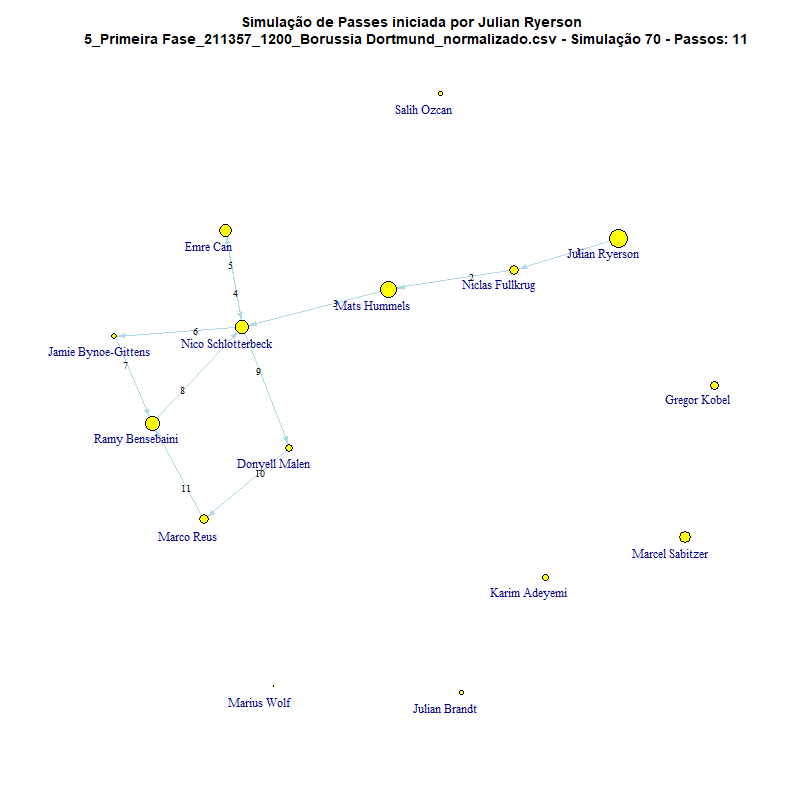 Simulação de Passes iniciada por Julian Ryerson
5_Primeira Fase_211357_1200_Borussia Dortmund_normalizado.csv - Simulação 70 - Passos: 11
Salih Ozcan
Emre Can
Julian Ryerson
1
5
2
Niclas Fullkrug
4
3
Mats Hummels
6
Nico Schlotterbeck
Jamie Bynoe-Gittens
7
9
8
Gregor Kobel
Ramy Bensebaini
Donyell Malen
10
11
Marco Reus
Marcel Sabitzer
Karim Adeyemi
Marius Wolf
Julian Brandt